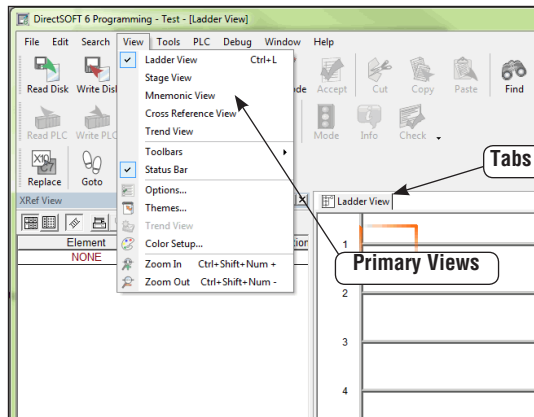 DirectSOFT 6 Programming - Test - [Ladder View]
File Edit Search View Tools PLC Debug Window Help
Read Disk Write Disk Accept Cut Copy Paste Find
Ladder View Ctrl+L
Stage View
Mnemonic View
Cross Reference View
Trend View
Toolbars
Status Bar
Options...
Themes...
Trend View
Color Setup...
Zoom In Ctrl+Shift+Num +
Zoom Out Ctrl+Shift+Num -
Read PLC Write PLC Mode Info Check
Replace Goto
Tabs
XRef View
Ladder View
Element
NONE
Primary Views
1
2
3
4